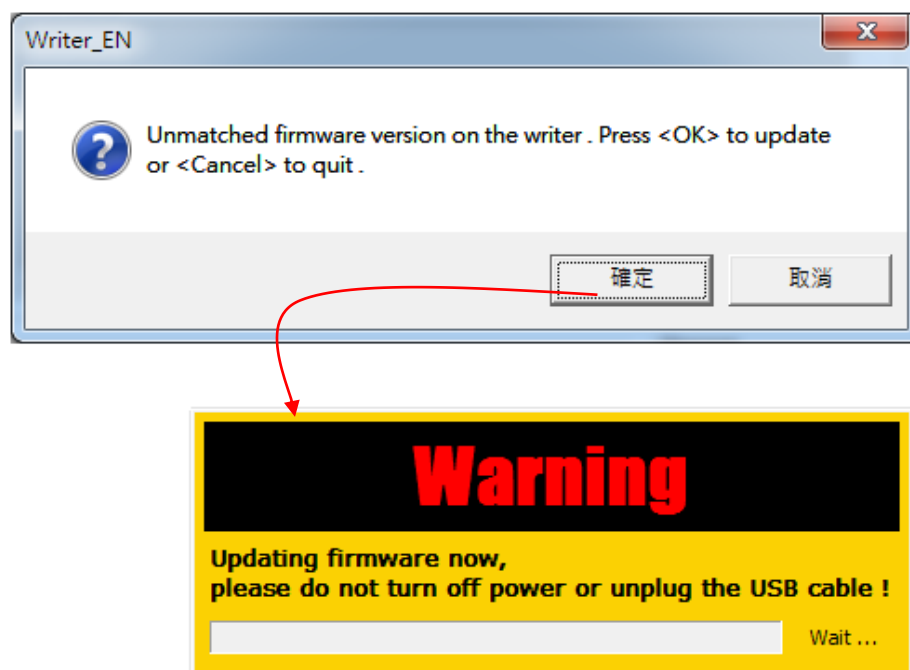 Writer_EN
Unmatched firmware version on the writer . Press <OK> to update
or <Cancel> to quit .
確定
取消
Warning
Updating firmware now,
please do not turn off power or unplug the USB cable !
Wait ...